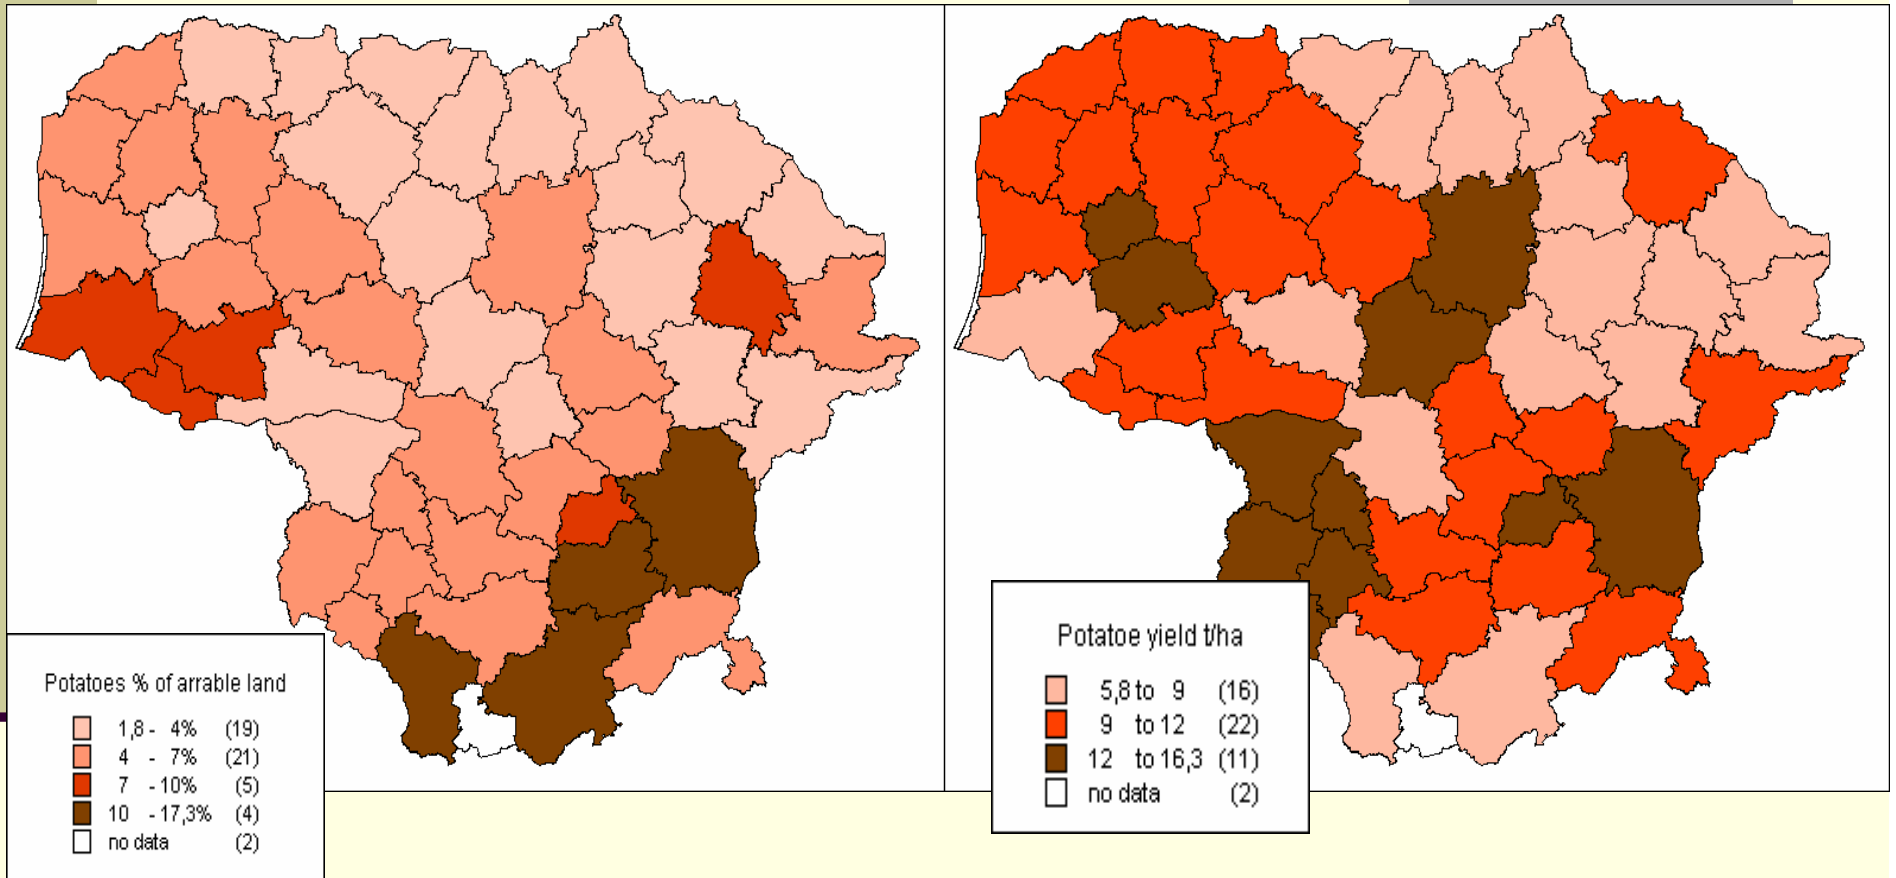 Potatoes % of arrable land
1,8 - 4% (19)
4 - 7% (21)
7 - 10% (5)
10 - 17,3% (4)
no data (2)
Potatoe yield t/ha
5,8 to 9 (16)
9 to 12 (22)
12 to 16,3 (11)
no data (2)